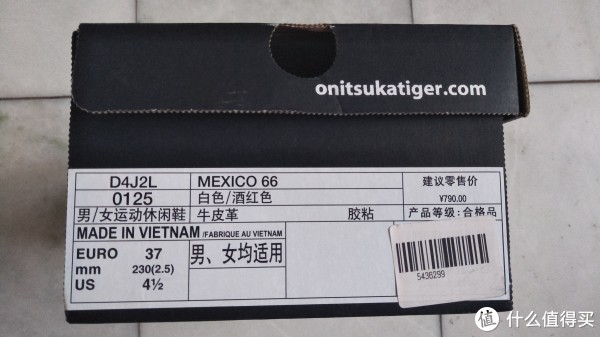 onitsukatiger.com
D4J2L MEXICO 66 建议零售价
0125 白色/酒红色 ¥790.00
男/女运动休闲鞋 牛皮革 胶粘 产品等级:合格品
MADE IN VIETNAM /FABRIQUE AU VIETNAM
EURO 37 男、女均适用
mm 230(2.5)
US 4½
5438299
值 什么值得买